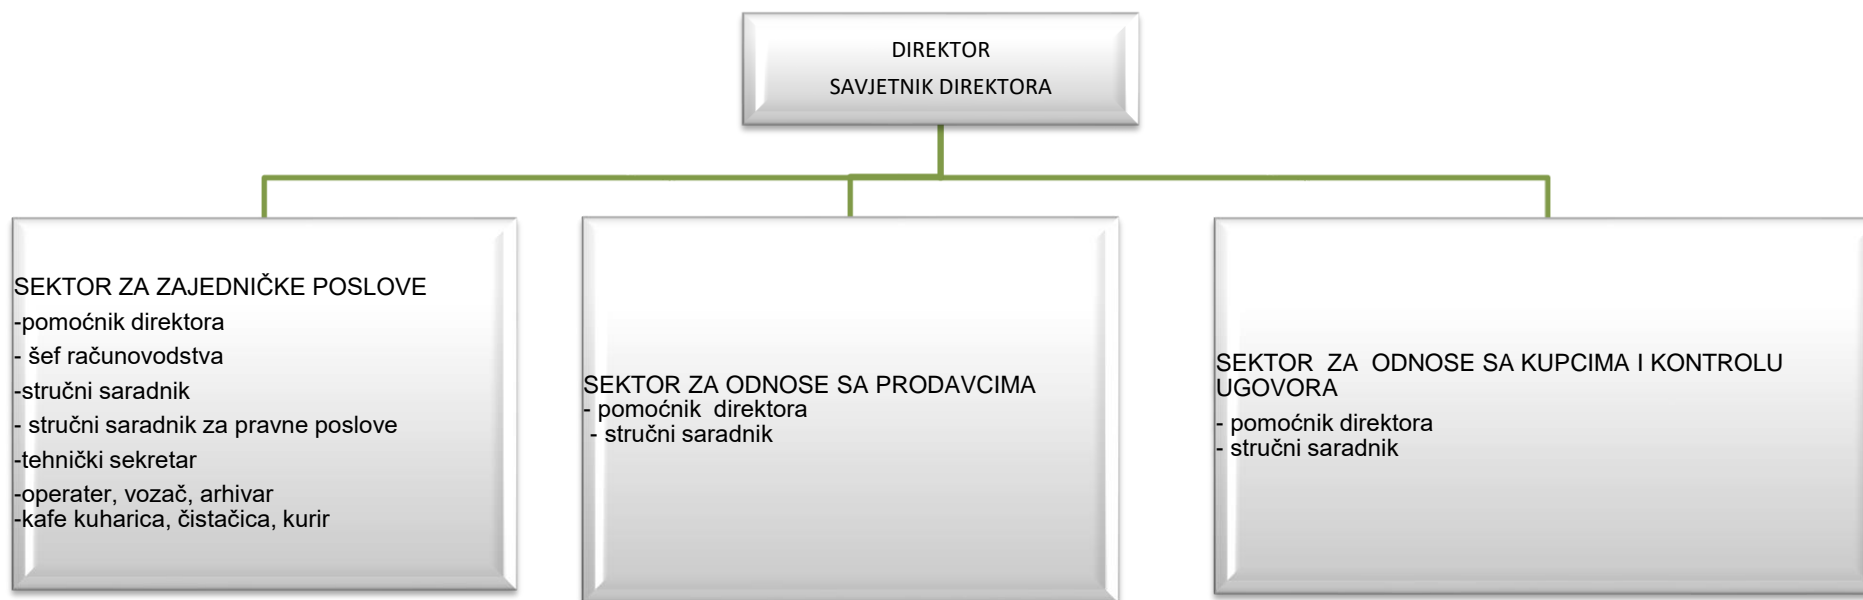 DIREKTOR
SAVJETNIK DIREKTORA
SEKTOR ZA ZAJEDNIČKE POSLOVE
-pomoćnik direktora
- šef računovodstva
-stručni saradnik
- stručni saradnik za pravne poslove
-tehnički sekretar
-operater, vozač, arhivar
-kafe kuharica, čistačica, kurir
SEKTOR ZA ODNOSE SA PRODAVCIMA
- pomoćnik  direktora
- stručni saradnik
SEKTOR  ZA  ODNOSE SA KUPCIMA I KONTROLU
UGOVORA
- pomoćnik direktora
- stručni saradnik